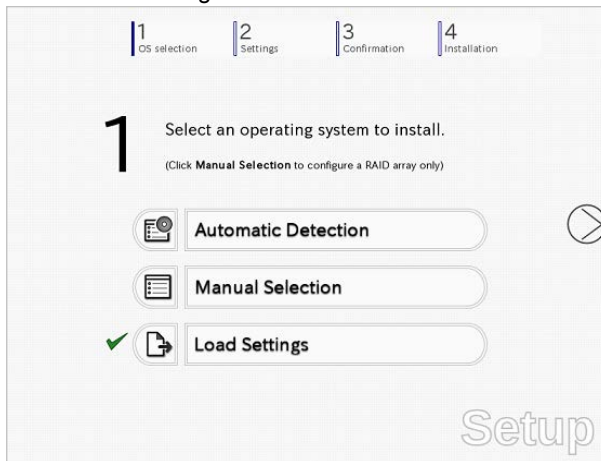 1
OS selection
2
Settings
3
Confirmation
4
Installation
1
Select an operating system to install.
(Click Manual Selection to configure a RAID array only)
Automatic Detection
Manual Selection
Load Settings
Setup